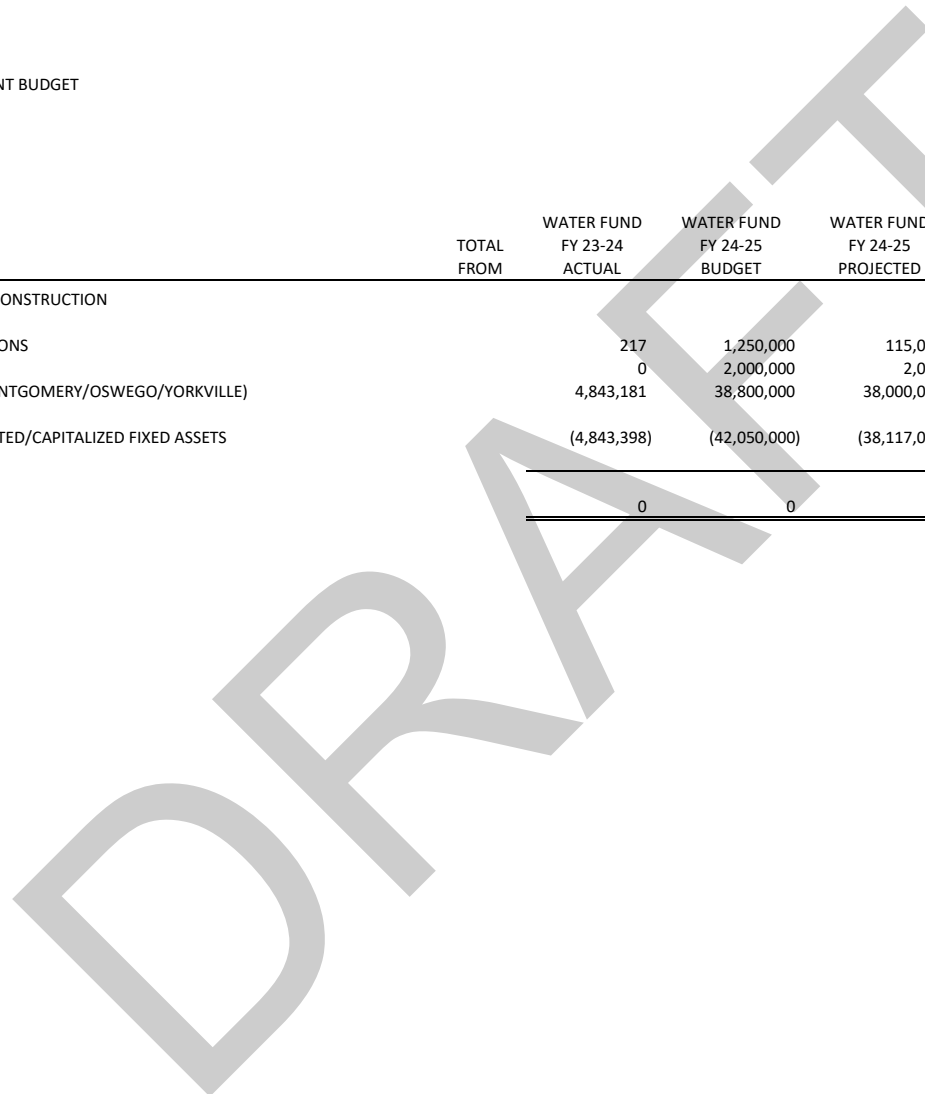 NT BUDGET
WATER FUND WATER FUND WATER FUND
TOTAL FY 23-24 FY 24-25 FY 24-25
FROM ACTUAL BUDGET PROJECTED
ONSTRUCTION
ONS 217 1,250,000 115,0
0 2,000,000 2,0
NTGOMERY/OSWEGO/YORKVILLE) 4,843,181 38,800,000 38,000,0
TED/CAPITALIZED FIXED ASSETS (4,843,398) (42,050,000) (38,117,0
0 0
DRAFT